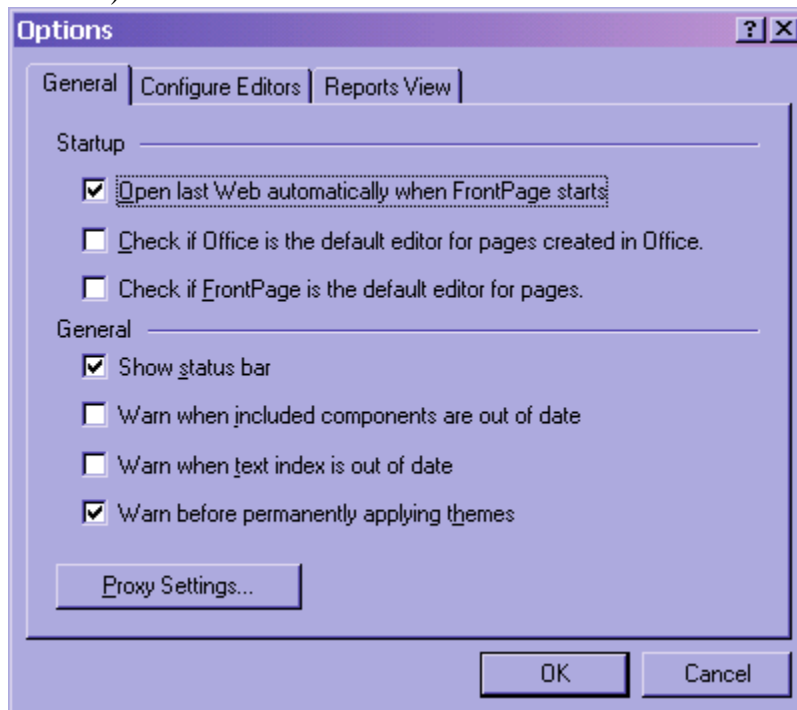 Options
General
Configure Editors
Reports View
Startup
Open last Web automatically when FrontPage starts
Check if Office is the default editor for pages created in Office.
Check if FrontPage is the default editor for pages.
General
Show status bar
Warn when included components are out of date
Warn when text index is out of date
Warn before permanently applying themes
Proxy Settings...
OK
Cancel